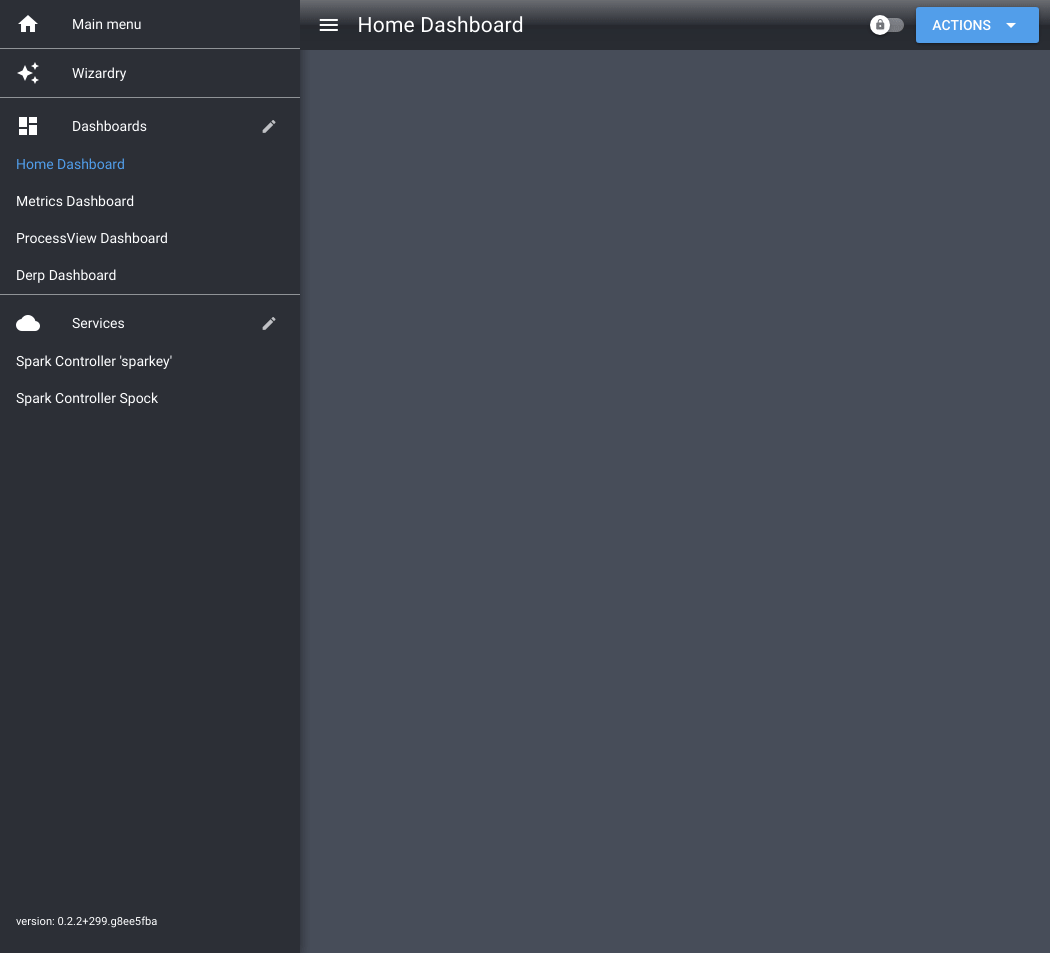 Main menu
Home Dashboard
ACTIONS
Wizardry
Dashboards
Home Dashboard
Metrics Dashboard
ProcessView Dashboard
Derp Dashboard
Services
Spark Controller 'sparkey'
Spark Controller Spock
version: 0.2.2+299.g8ee5fba